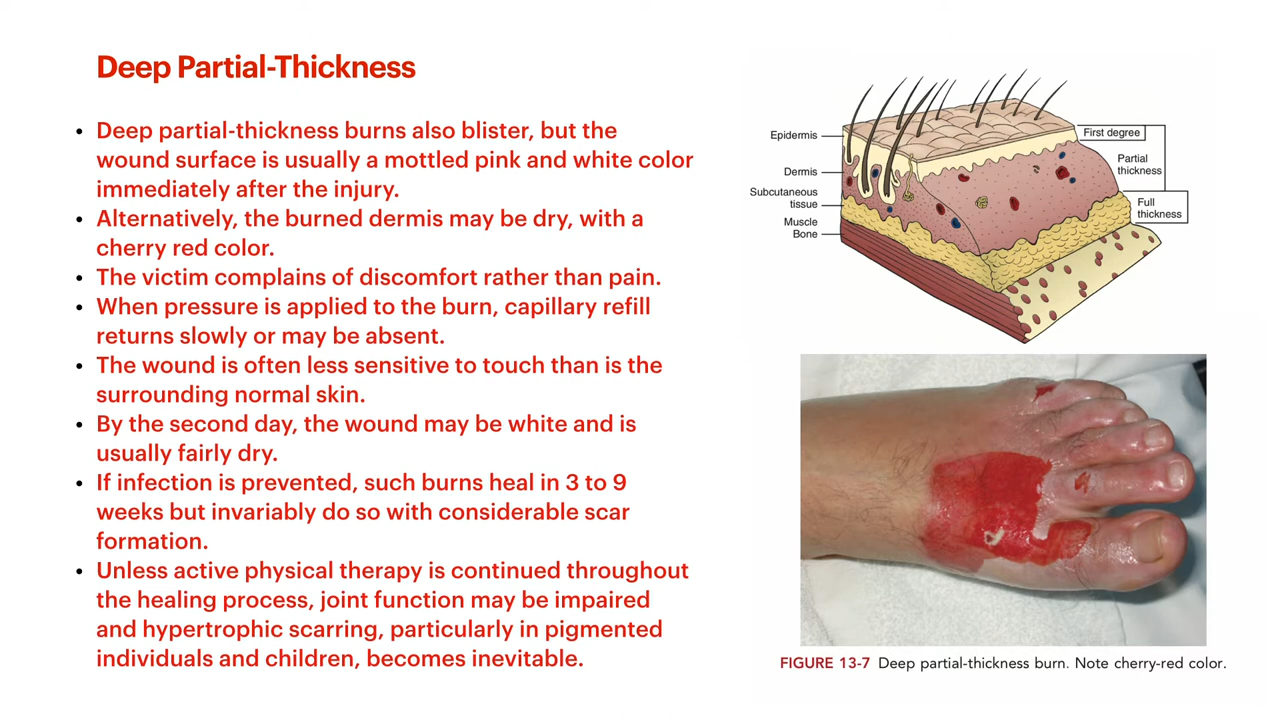 Deep Partial-Thickness
• Deep partial-thickness burns also blister, but the
wound surface is usually a mottled pink and white color
immediately after the injury.
• Alternatively, the burned dermis may be dry, with a
cherry red color.
• The victim complains of discomfort rather than pain.
• When pressure is applied to the burn, capillary refill
returns slowly or may be absent.
• The wound is often less sensitive to touch than is the
surrounding normal skin.
• By the second day, the wound may be white and is
usually fairly dry.
• If infection is prevented, such burns heal in 3 to 9
weeks but invariably do so with considerable scar
formation.
• Unless active physical therapy is continued throughout
the healing process, joint function may be impaired
and hypertrophic scarring, particularly in pigmented
individuals and children, becomes inevitable.
Epidermis
Dermis
Subcutaneous
tissue
Muscle
Bone
First degree
Partial
thickness
Full
thickness
FIGURE 13-7 Deep partial-thickness burn. Note cherry-red color.